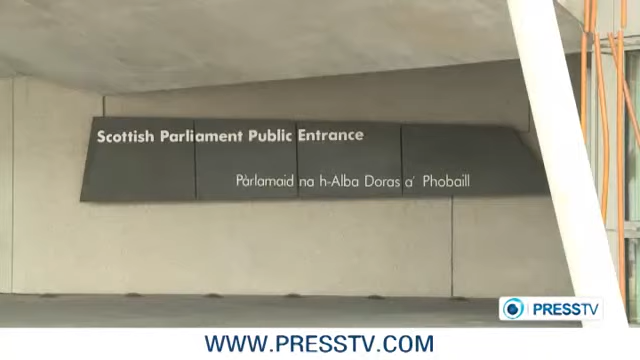 Scottish Parliament Public Entrance
Pàrlamaid na h-Alba Doras a' Phobaill
PRESSTV
WWW.PRESSTV.COM